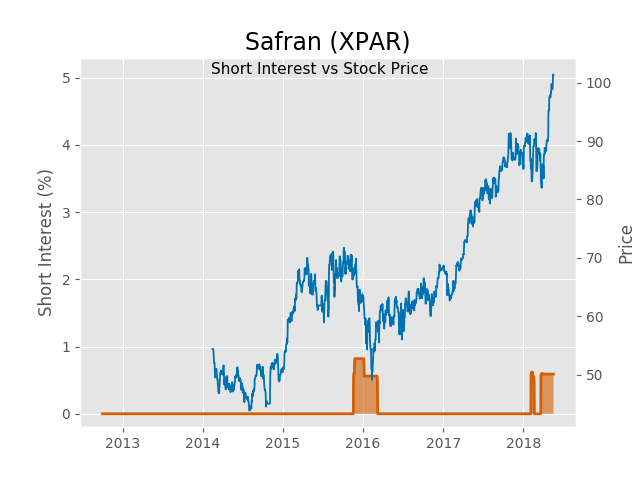 Safran (XPAR)
Short Interest vs Stock Price
5
4
3
2
1
0
Short Interest (%)
100
90
80
70
60
50
Price
2013 2014 2015 2016 2017 2018